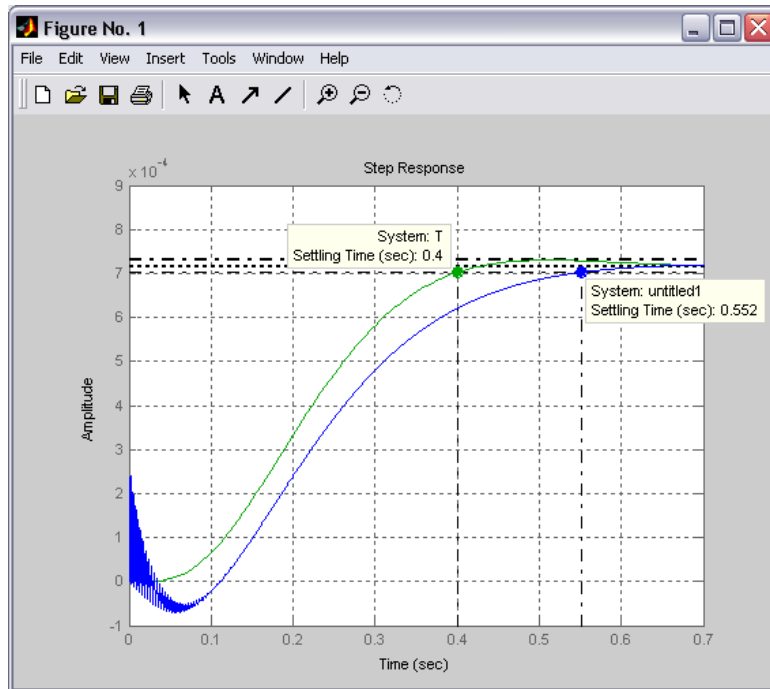 Figure No. 1
File Edit View Insert Tools Window Help
A
x 10^-4
Step Response
9
8
7
6
5
4
3
2
1
0
-1
System: T
Settling Time (sec): 0.4
System: untitled1
Settling Time (sec): 0.552
Amplitude
0 0.1 0.2 0.3 0.4 0.5 0.6 0.7
Time (sec)